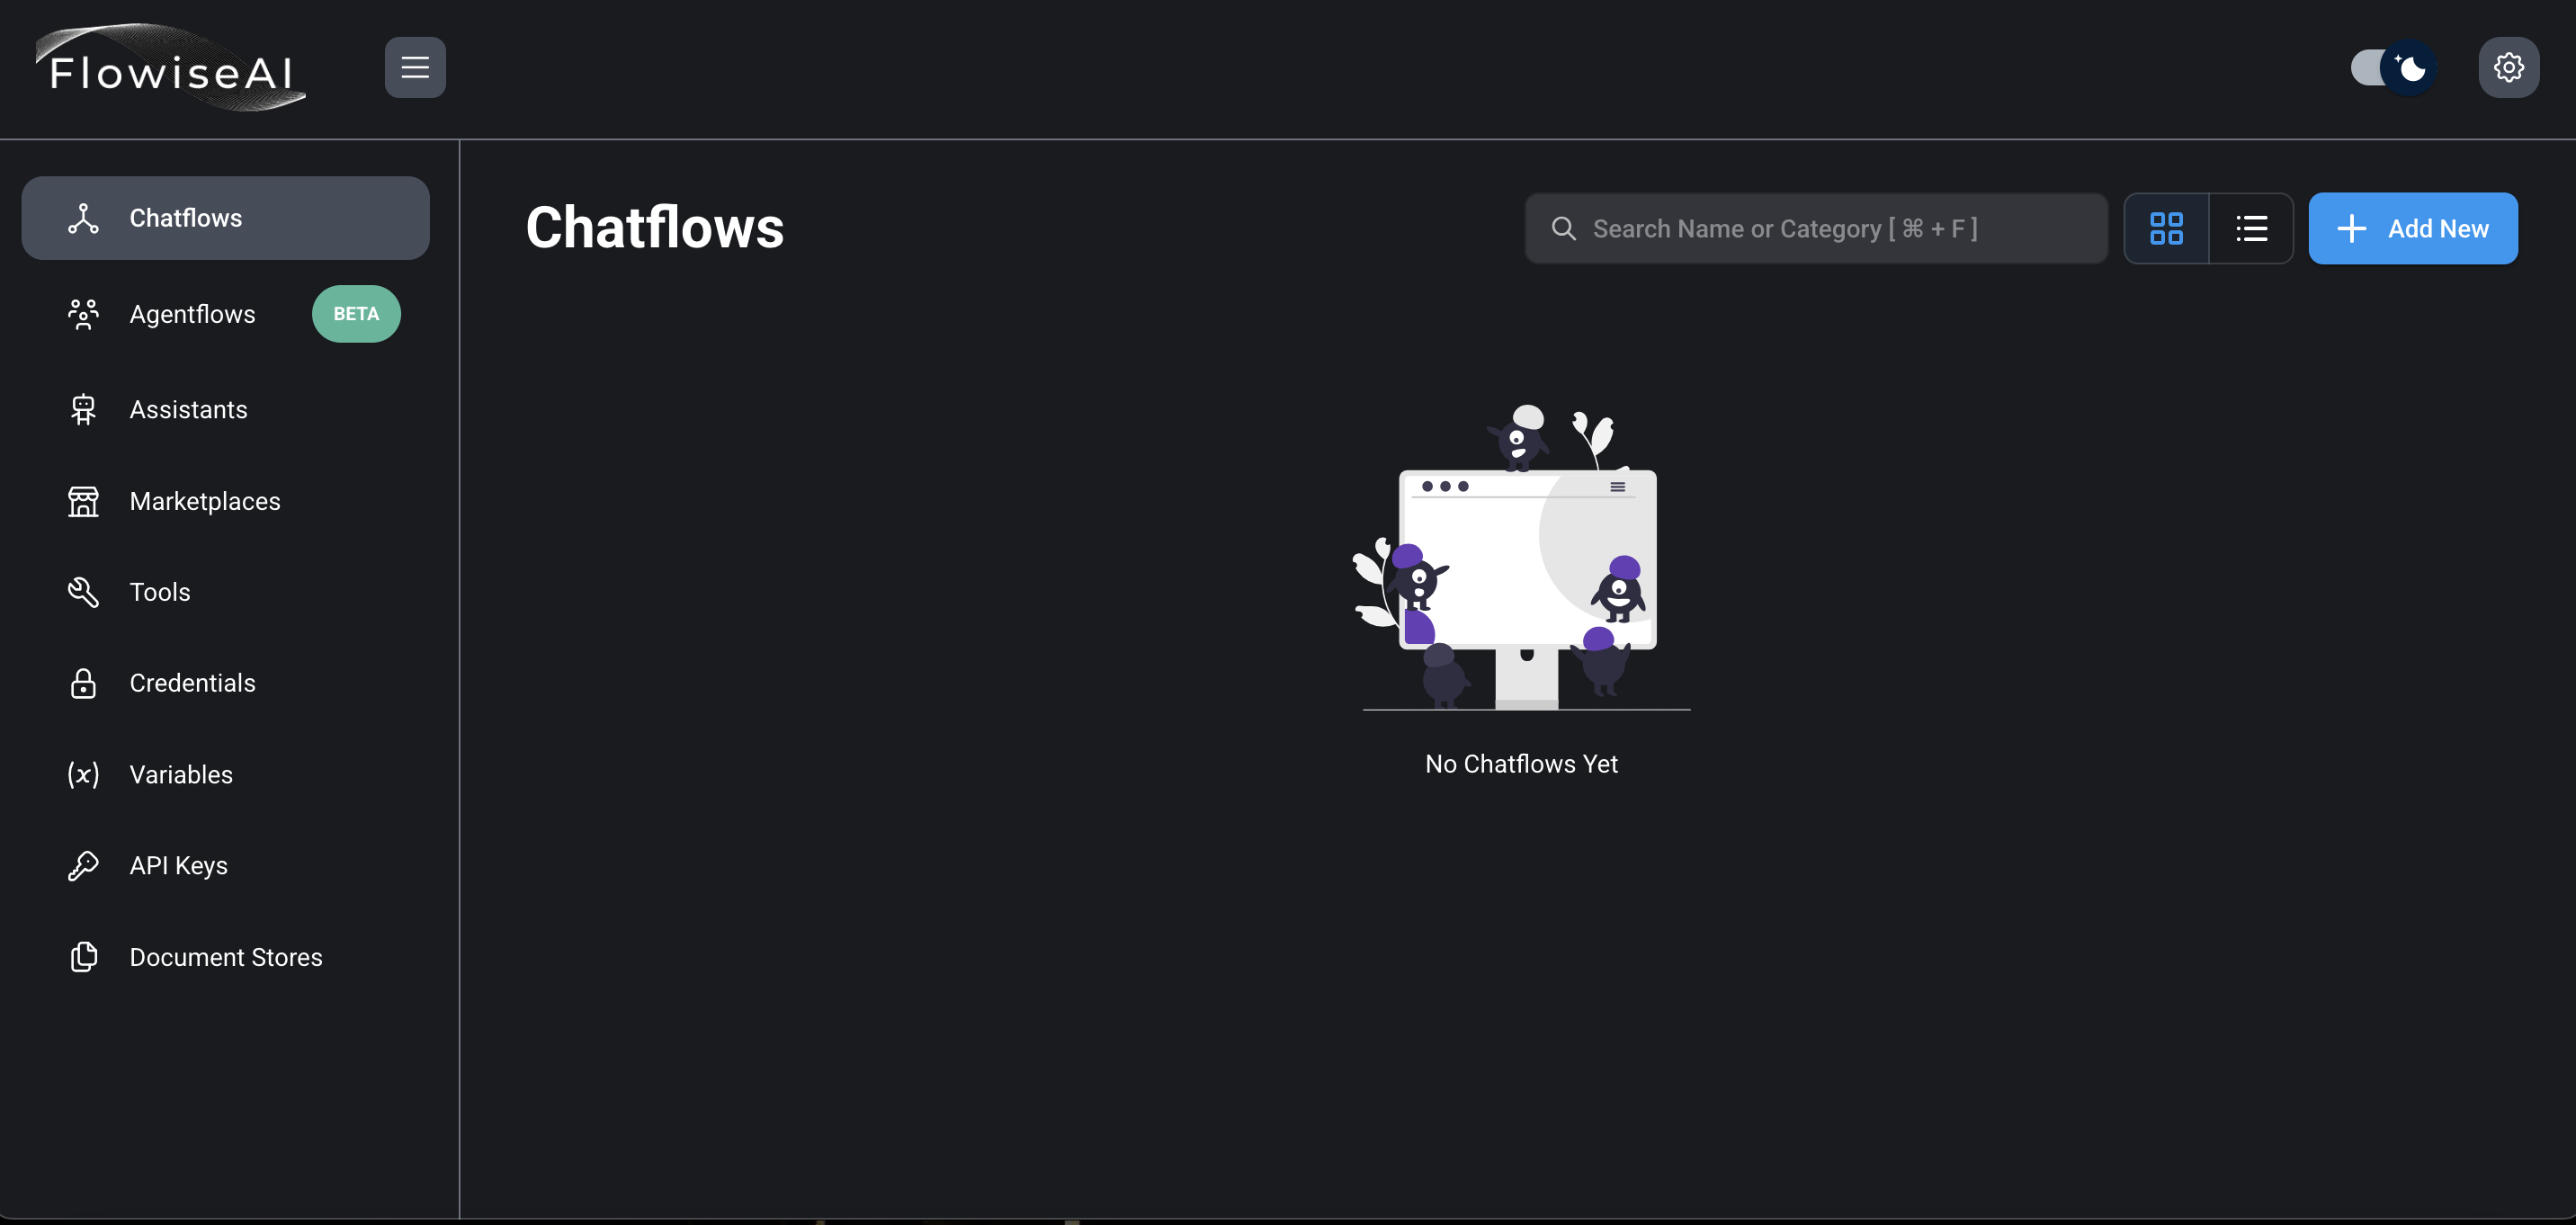 FlowiseAI
Chatflows
Agentflows BETA
Assistants
Marketplaces
Tools
Credentials
Variables
API Keys
Document Stores
Chatflows
Search Name or Category [ ⌘ + F ]
Add New
No Chatflows Yet